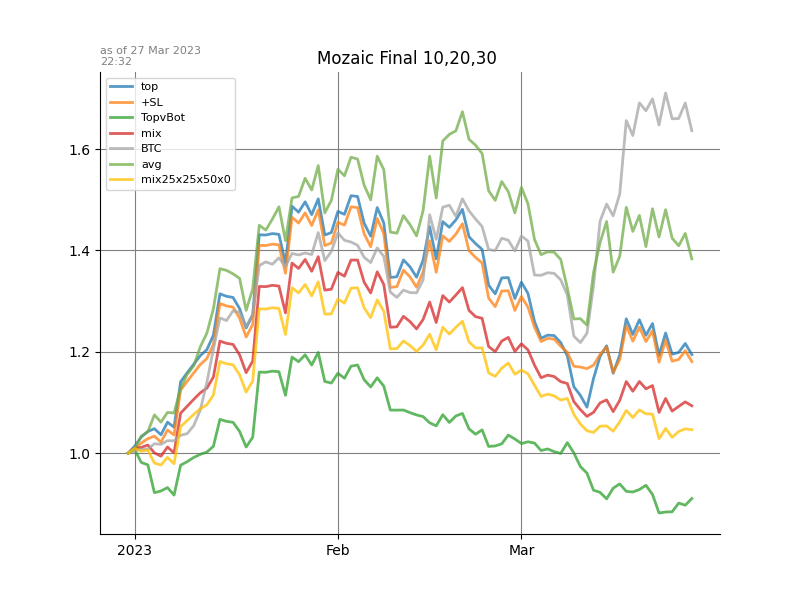 as of 27 Mar 2023
22:32
Mozaic Final 10,20,30
top
+SL
TopvBot
mix
BTC
avg
mix25x25x50x0
1.6
1.4
1.2
1.0
2023
Feb
Mar